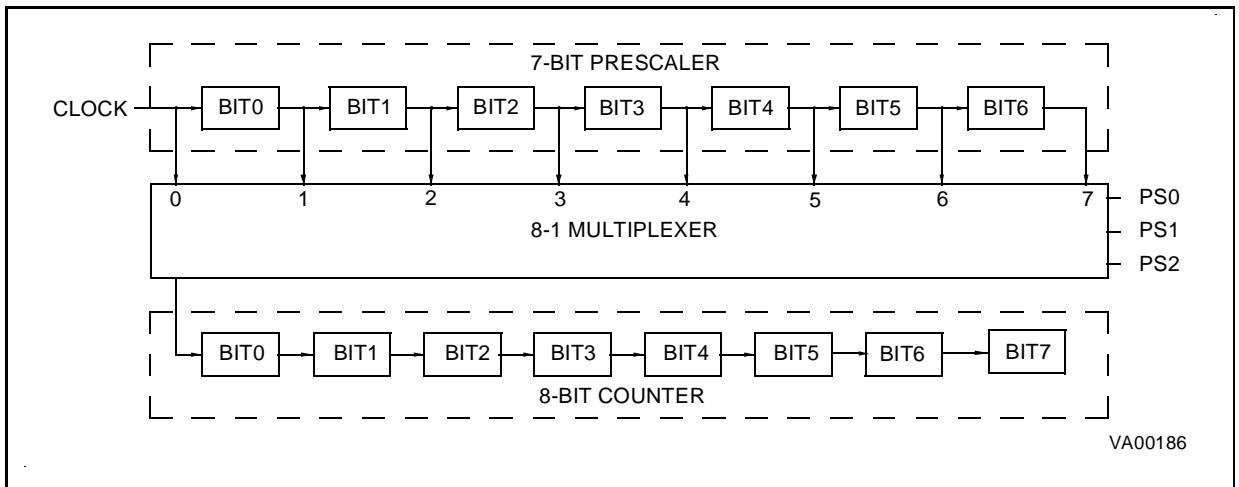 7-BIT PRESCALER
CLOCK BIT0 BIT1 BIT2 BIT3 BIT4 BIT5 BIT6
0 1 2 3 4 5 6 7 PS0
8-1 MULTIPLEXER PS1
PS2
BIT0 BIT1 BIT2 BIT3 BIT4 BIT5 BIT6 BIT7
8-BIT COUNTER
VA00186